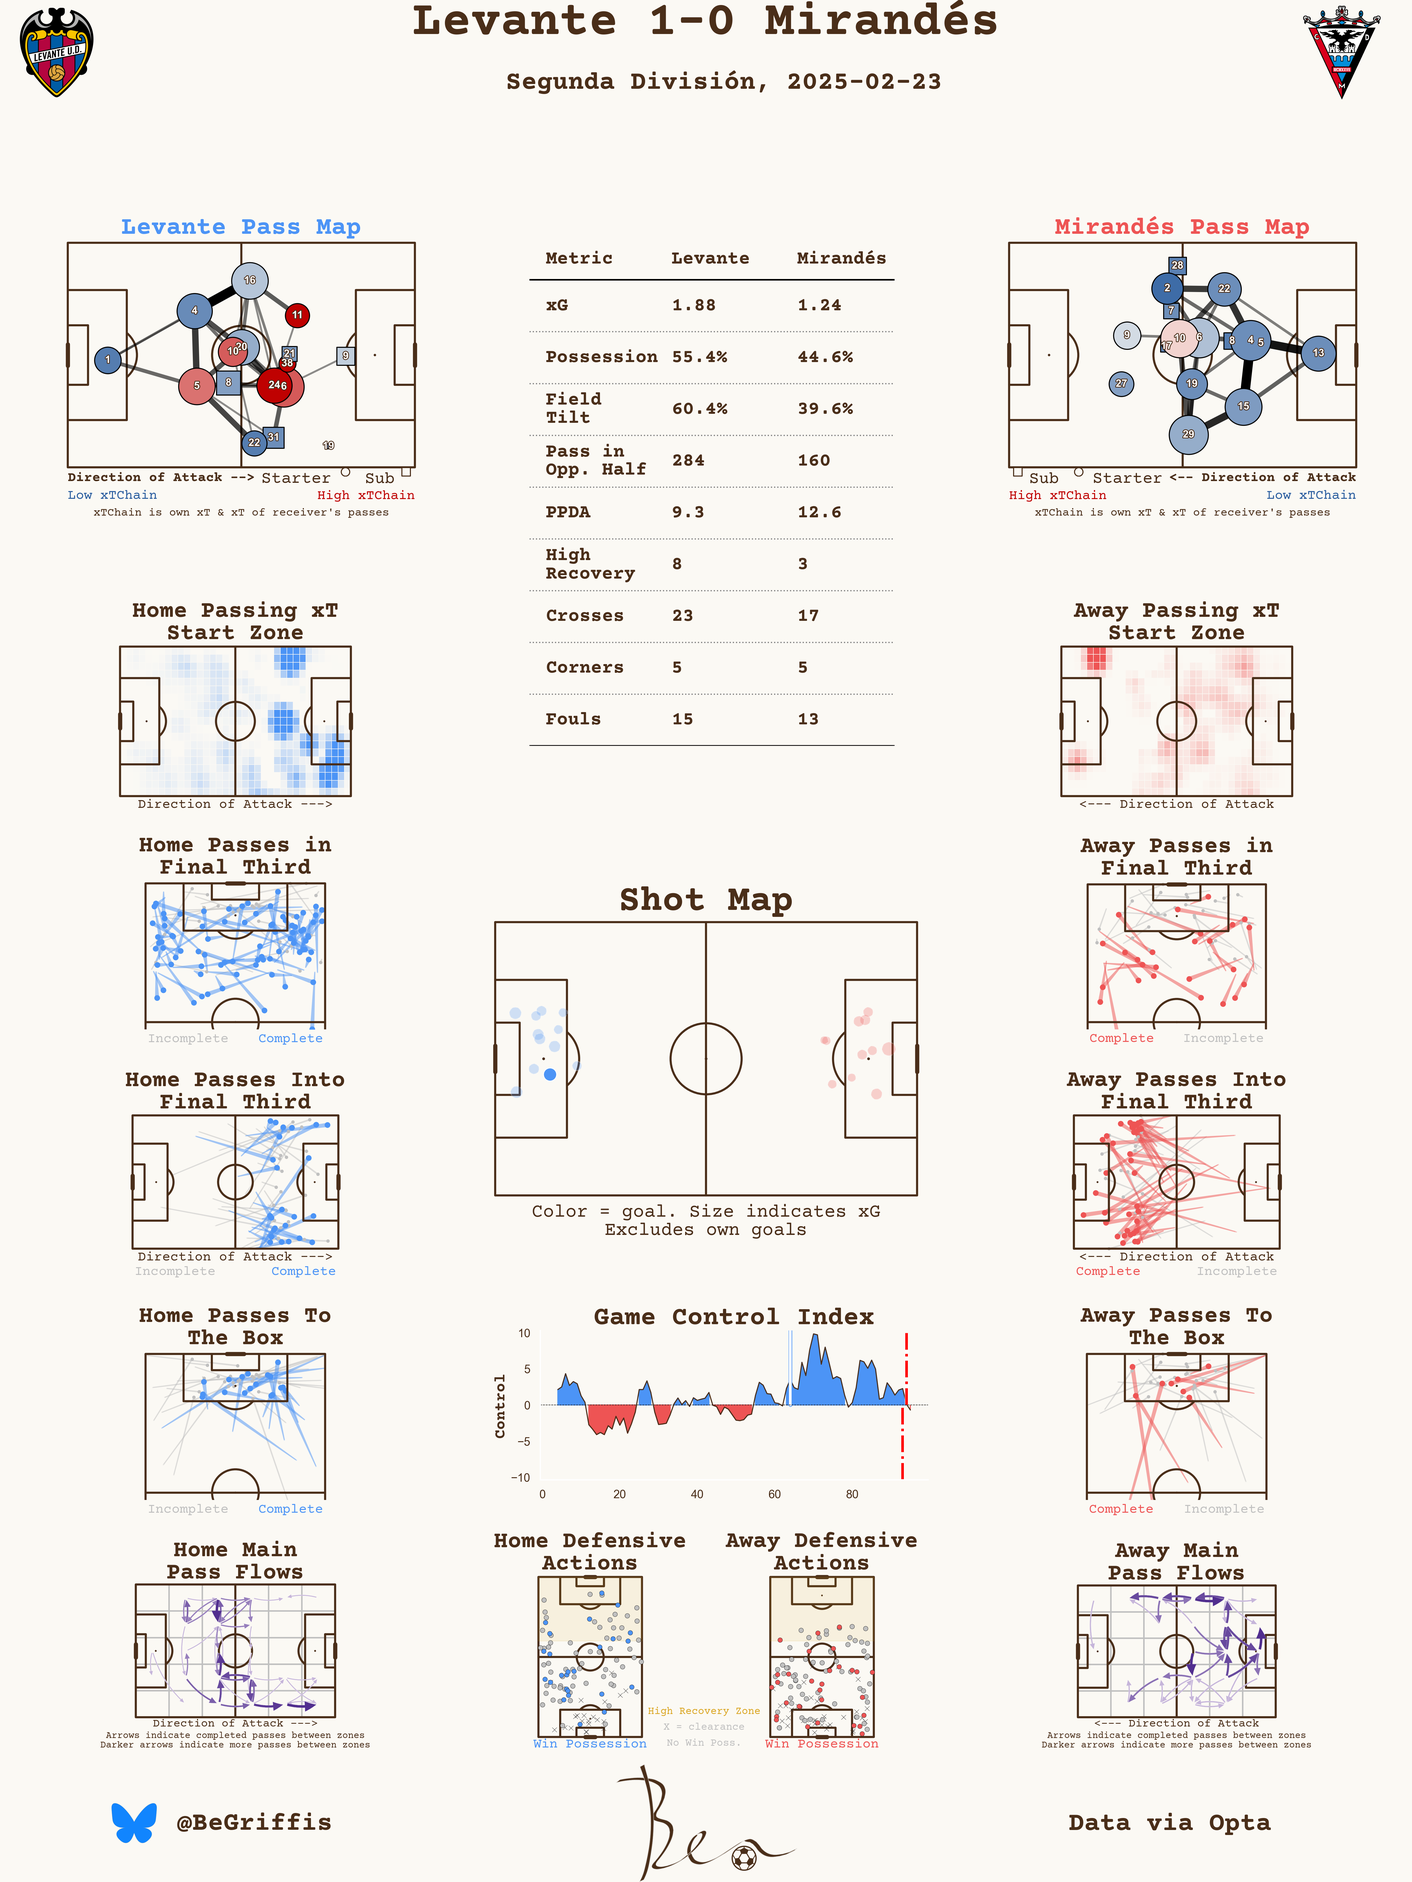 Levante 1-0 Mirandés
Segunda División, 2025-02-23
LEVANTE U.D.
Levante Pass Map
16
4
11
20
10
21
38
9
1
5
8
24
6
22
31
19
Direction of Attack --> Starter Sub
Low xTChain High xTChain
xTChain is own xT & xT of receiver's passes
Metric Levante Mirandés
xG 1.88 1.24
Possession 55.4% 44.6%
Field
Tilt 60.4% 39.6%
Pass in
Opp. Half 284 160
PPDA 9.3 12.6
High
Recovery 8 3
Crosses 23 17
Corners 5 5
Fouls 15 13
Mirandés Pass Map
28
2
22
7
9
10
6
17
8
4
5
13
27
19
15
29
Sub Starter <-- Direction of Attack
High xTChain Low xTChain
xTChain is own xT & xT of receiver's passes
Home Passing xT
Start Zone
Direction of Attack --->
Away Passing xT
Start Zone
<--- Direction of Attack
Home Passes in
Final Third
Incomplete Complete
Shot Map
Color = goal. Size indicates xG
Excludes own goals
Away Passes in
Final Third
Complete Incomplete
Home Passes Into
Final Third
Direction of Attack --->
Incomplete Complete
Away Passes Into
Final Third
<--- Direction of Attack
Complete Incomplete
Home Passes To
The Box
Incomplete Complete
Game Control Index
Control
10
5
0
−5
−10
0 20 40 60 80
Away Passes To
The Box
Complete Incomplete
Home Main
Pass Flows
Direction of Attack --->
Arrows indicate completed passes between zones
Darker arrows indicate more passes between zones
Home Defensive
Actions
Win Possession
High Recovery Zone
X = clearance
No Win Poss.
Away Defensive
Actions
Win Possession
Away Main
Pass Flows
<--- Direction of Attack
Arrows indicate completed passes between zones
Darker arrows indicate more passes between zones
@BeGriffis
Ben
Data via Opta